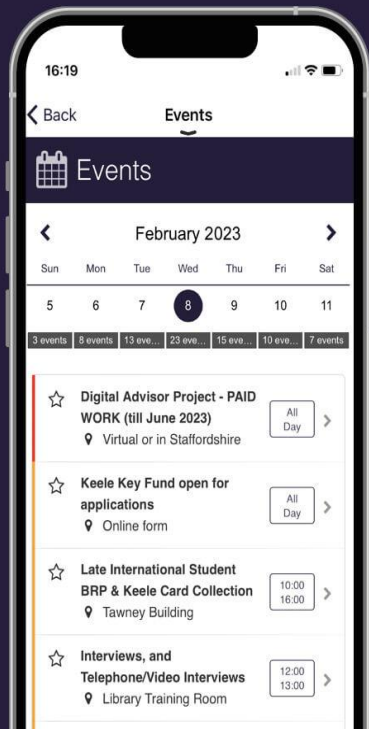 16:19
Back Events
Events
February 2023
Sun Mon Tue Wed Thu Fri Sat
5 6 7 8 9 10 11
3 events 8 events 13 eve... 23 eve... 15 eve... 10 eve... 7 events
Digital Advisor Project - PAID
WORK (till June 2023)
All
Day
Virtual or in Staffordshire
Keele Key Fund open for
applications
All
Day
Online form
Late International Student
BRP & Keele Card Collection
10:00
16:00
Tawney Building
Interviews, and
Telephone/Video Interviews
12:00
13:00
Library Training Room